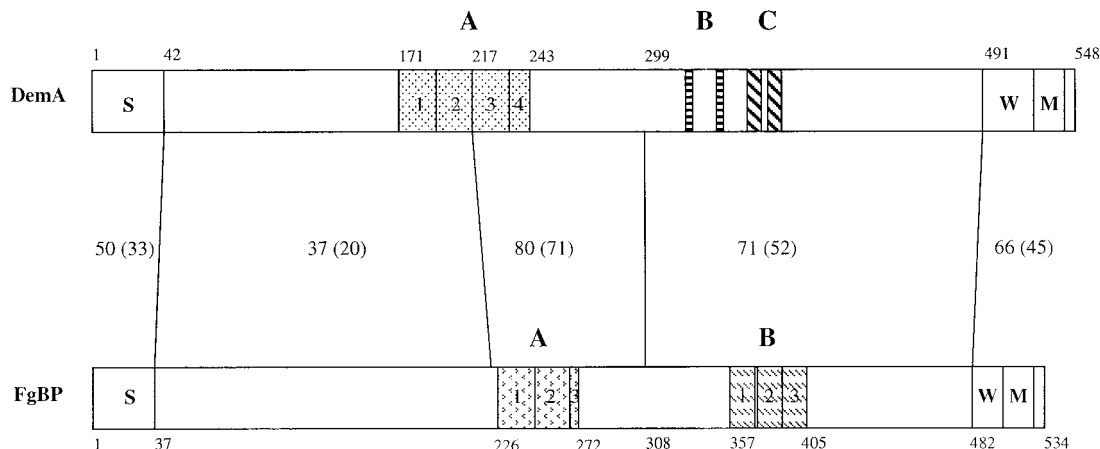 A B C
1 42 171 217 243 299 491 548
DemA S 1 2 3 4 W M
50 (33) 37 (20) 80 (71) 71 (52) 66 (45)
A B
FgBP S 1 2 3 1 2 3 W M
1 37 226 272 308 357 405 482 534